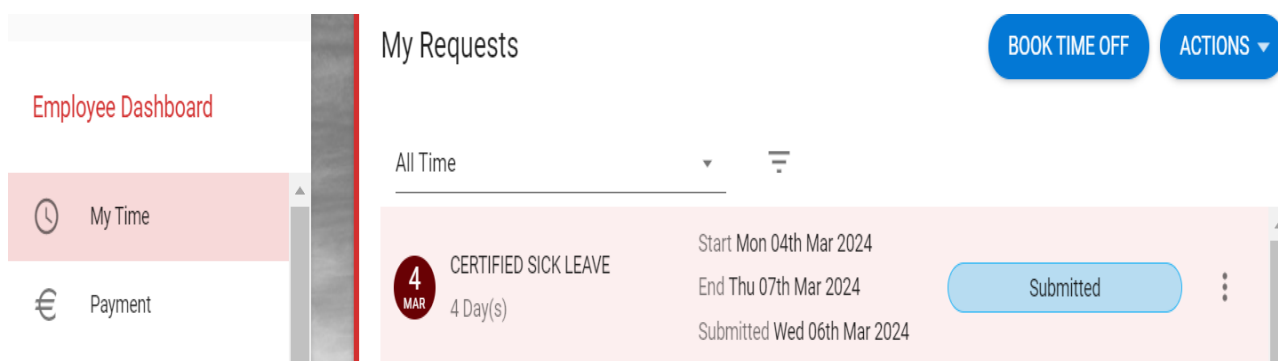 My Requests
BOOK TIME OFF
ACTIONS
Employee Dashboard
All Time
My Time
Payment
4
MAR
CERTIFIED SICK LEAVE
4 Day(s)
Start Mon 04th Mar 2024
End Thu 07th Mar 2024
Submitted Wed 06th Mar 2024
Submitted